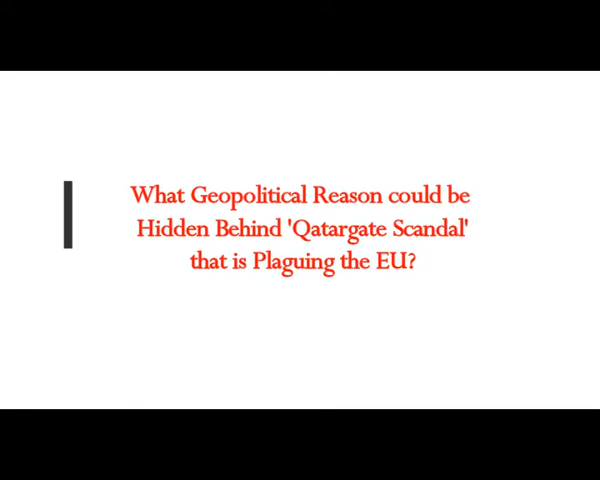 What Geopolitical Reason could be
Hidden Behind 'Qatargate Scandal'
that is Plaguing the EU?